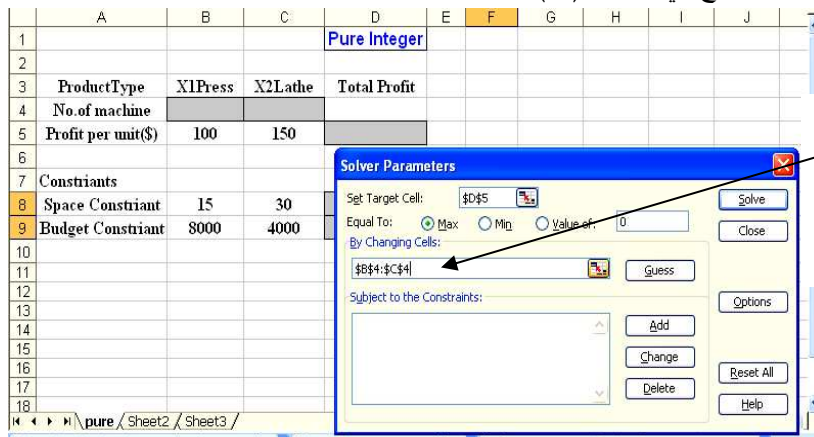 A B C D E F G H I J
1 Pure Integer
2
3 ProductType X1Press X2Lathe Total Profit
4 No.of machine
5 Profit per unit($) 100 150
6
7 Constriants
8 Space Constriant 15 30
9 Budget Constriant 8000 4000
10
11
12
13
14
15
16
17
18
pure Sheet2 Sheet3
Solver Parameters
Set Target Cell: $D$5 Solve
Equal To: Max Min Value of: 0 Close
By Changing Cells:
$B$4:$C$4 Guess
Subject to the Constraints: Options
Add
Change
Reset All
Delete
Help